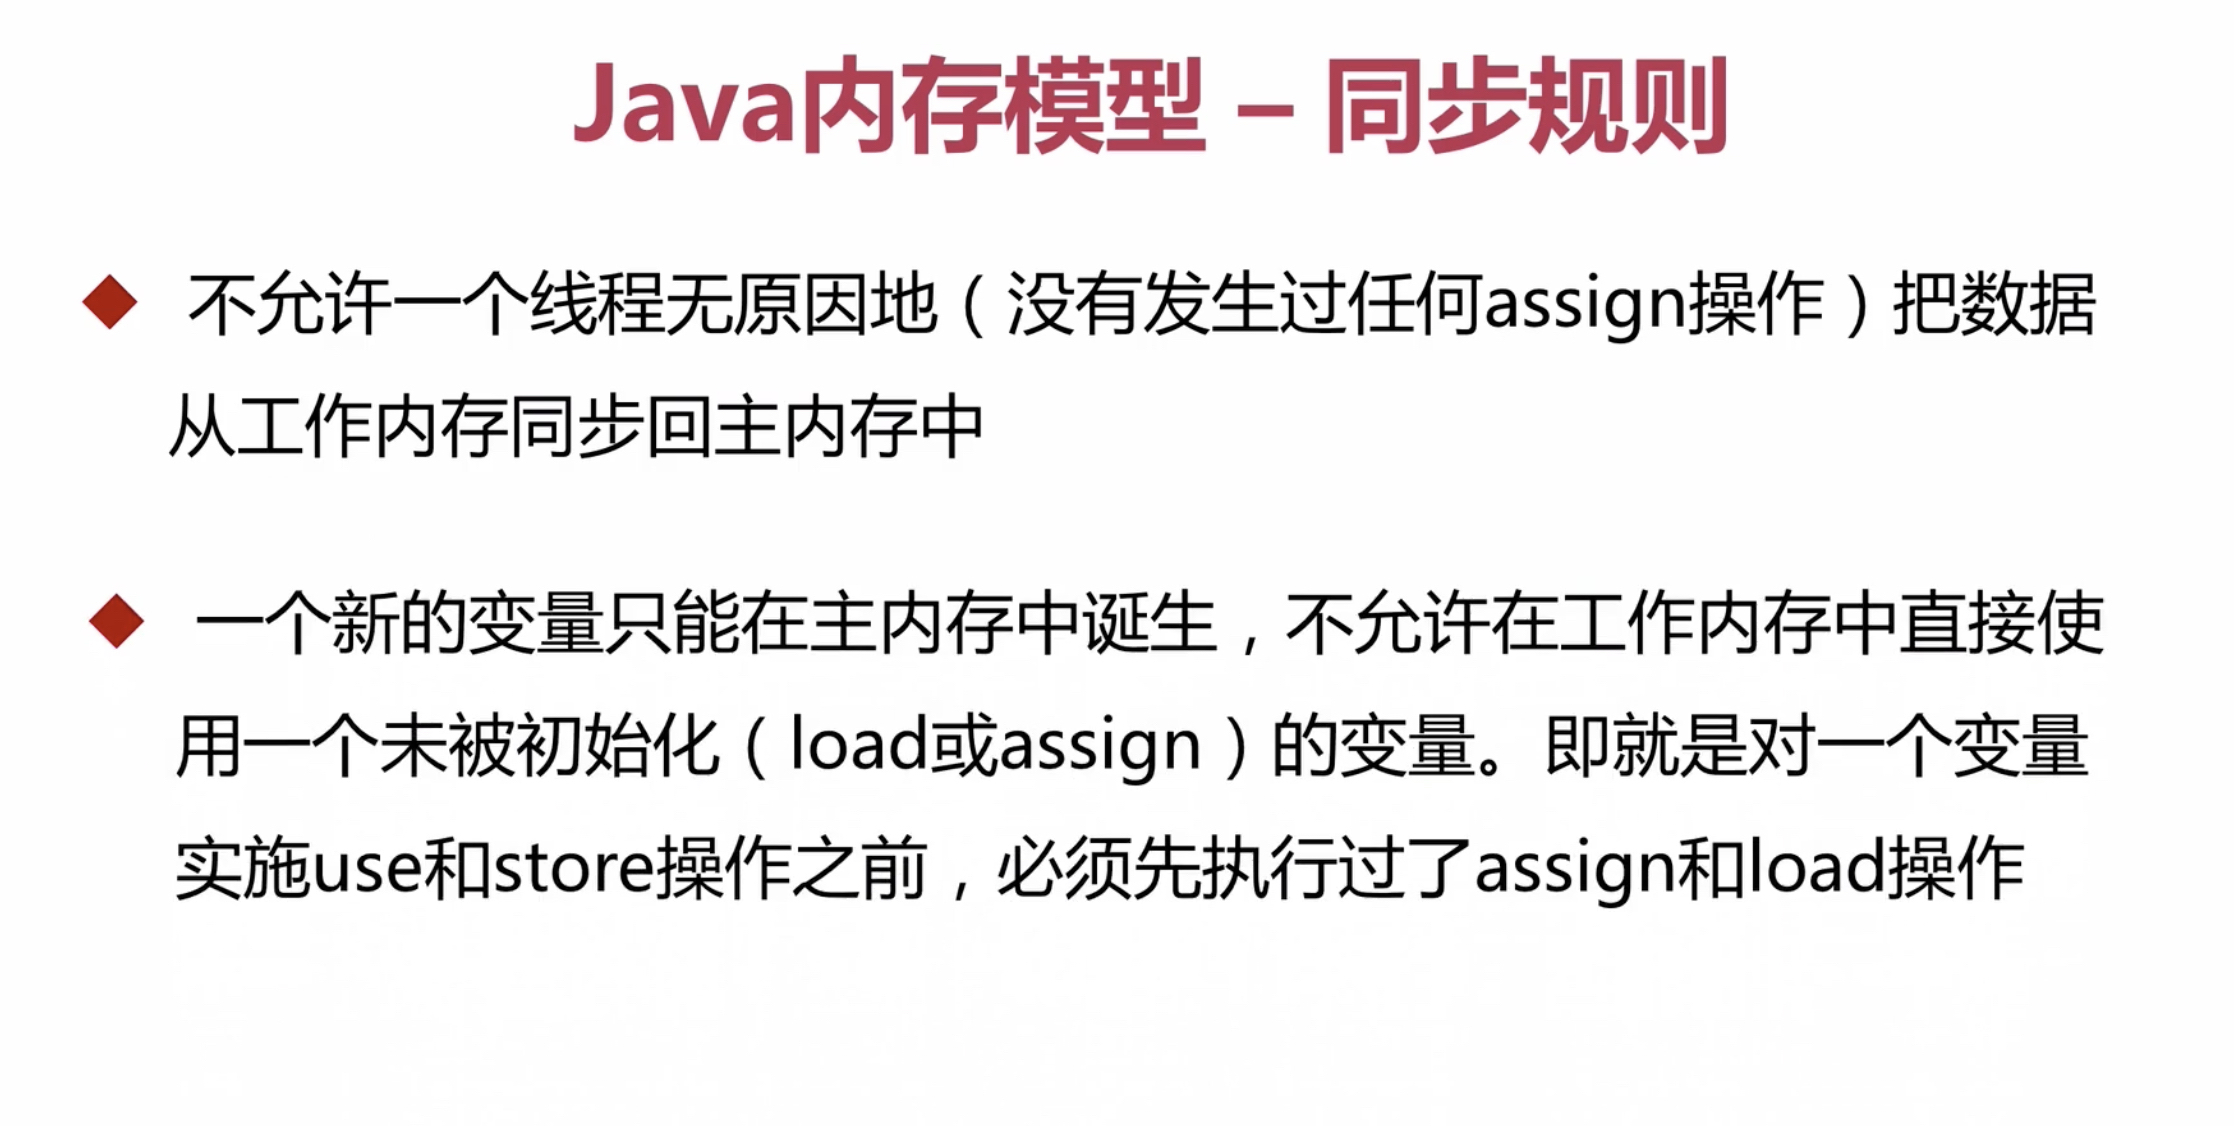 Java内存模型 – 同步规则
不允许一个线程无原因地（没有发生过任何assign操作）把数据
从工作内存同步回主内存中
一个新的变量只能在主内存中诞生，不允许在工作内存中直接使
用一个未被初始化（load或assign）的变量。即就是对一个变量
实施use和store操作之前，必须先执行过了assign和load操作